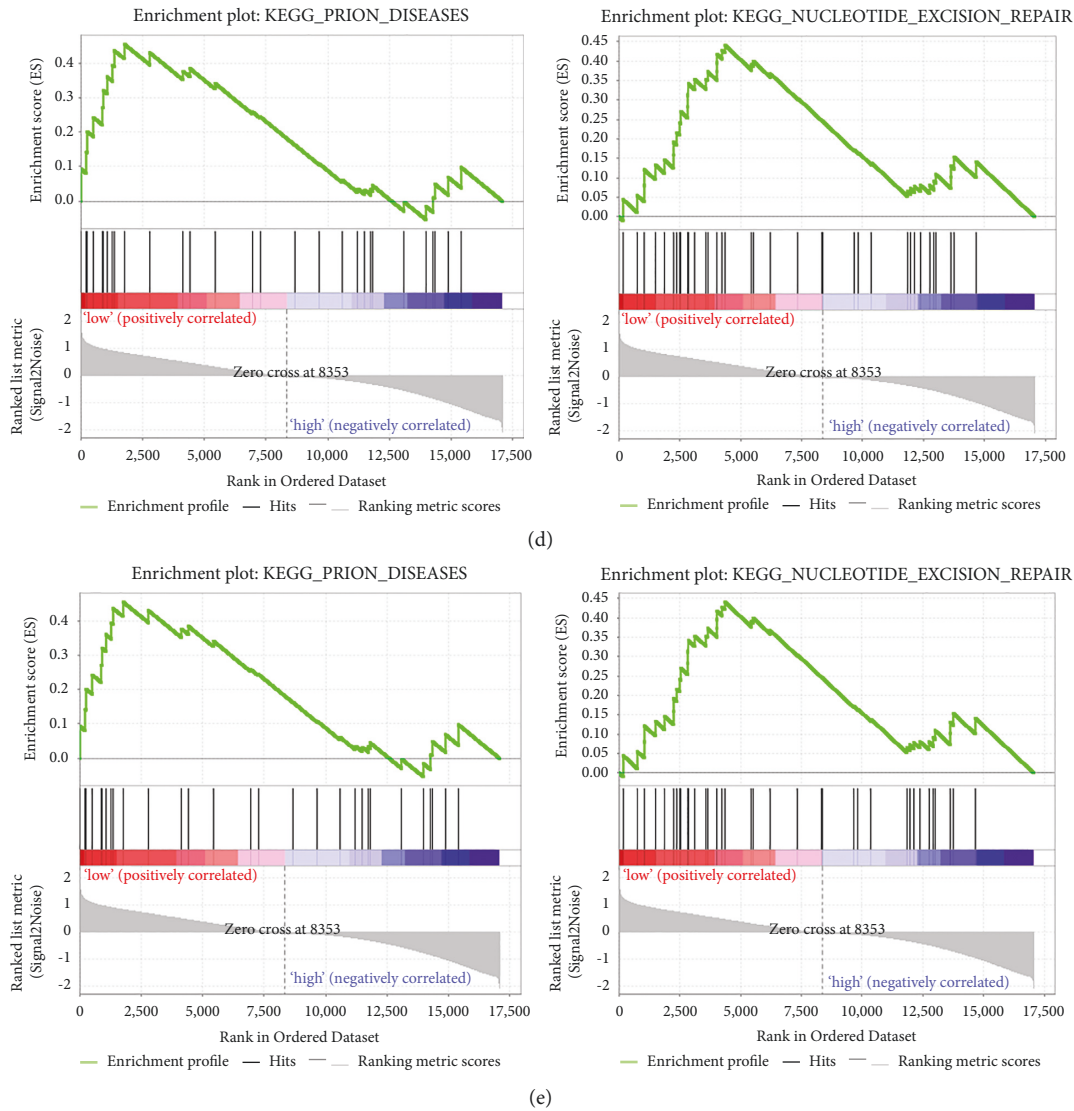 Enrichment plot: KEGG_PRION_DISEASES
Enrichment score (ES)
0.4
0.3
0.2
0.1
0.0
'low' (positively correlated)
Ranked list metric
(Signal2Noise)
2
1
0
-1
-2
Zero cross at 8353
'high' (negatively correlated)
0 2,500 5,000 7,500 10,000 12,500 15,000 17,500
Rank in Ordered Dataset
Enrichment profile Hits Ranking metric scores
Enrichment plot: KEGG_NUCLEOTIDE_EXCISION_REPAIR
Enrichment score (ES)
0.45
0.40
0.35
0.30
0.25
0.20
0.15
0.10
0.05
0.00
'low' (positively correlated)
Ranked list metric
(Signal2Noise)
2
1
0
-1
-2
Zero cross at 8353
'high' (negatively correlated)
0 2,500 5,000 7,500 10,000 12,500 15,000 17,500
Rank in Ordered Dataset
Enrichment profile Hits Ranking metric scores
(d)
Enrichment plot: KEGG_PRION_DISEASES
Enrichment score (ES)
0.4
0.3
0.2
0.1
0.0
'low' (positively correlated)
Ranked list metric
(Signal2Noise)
2
1
0
-1
-2
Zero cross at 8353
'high' (negatively correlated)
0 2,500 5,000 7,500 10,000 12,500 15,000 17,500
Rank in Ordered Dataset
Enrichment profile Hits Ranking metric scores
Enrichment plot: KEGG_NUCLEOTIDE_EXCISION_REPAIR
Enrichment score (ES)
0.45
0.40
0.35
0.30
0.25
0.20
0.15
0.10
0.05
0.00
'low' (positively correlated)
Ranked list metric
(Signal2Noise)
2
1
0
-1
-2
Zero cross at 8353
'high' (negatively correlated)
0 2,500 5,000 7,500 10,000 12,500 15,000 17,500
Rank in Ordered Dataset
Enrichment profile Hits Ranking metric scores
(e)